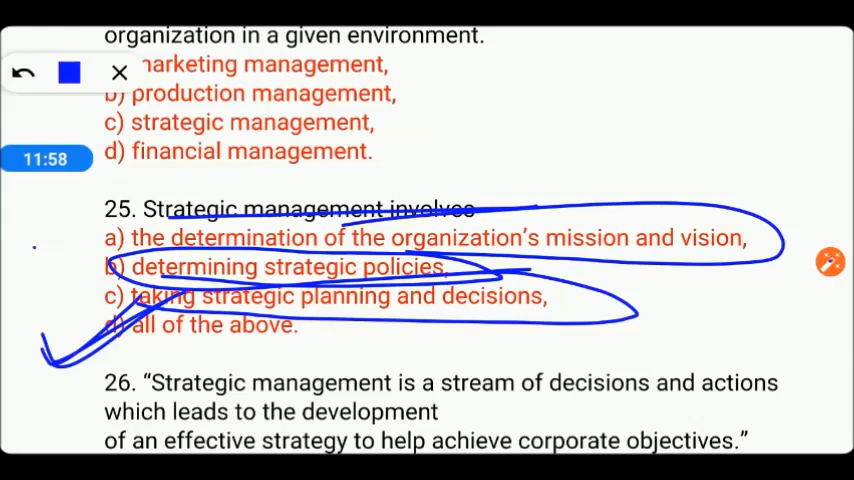 organization in a given environment.
marketing management,
b) production management,
c) strategic management,
11:58
d) financial management.
25. Strategic management involves
a) the determination of the organization's mission and vision,
b) determining strategic policies,
c) taking strategic planning and decisions,
d) all of the above.
26. “Strategic management is a stream of decisions and actions
which leads to the development
of an effective strategy to help achieve corporate objectives.”